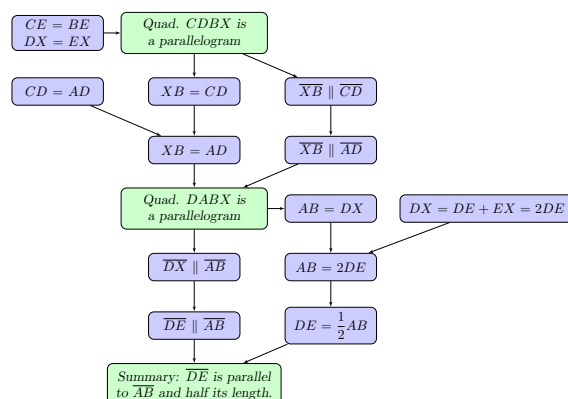 CE = BE
DX = EX
Quad. CDBX is
a parallelogram
CD = AD
XB = CD
XB ∥ CD
XB = AD
XB ∥ AD
Quad. DABX is
a parallelogram
AB = DX
DX = DE + EX = 2DE
DX ∥ AB
AB = 2DE
DE ∥ AB
DE = 1/2 AB
Summary: DE is parallel
to AB and half its length.